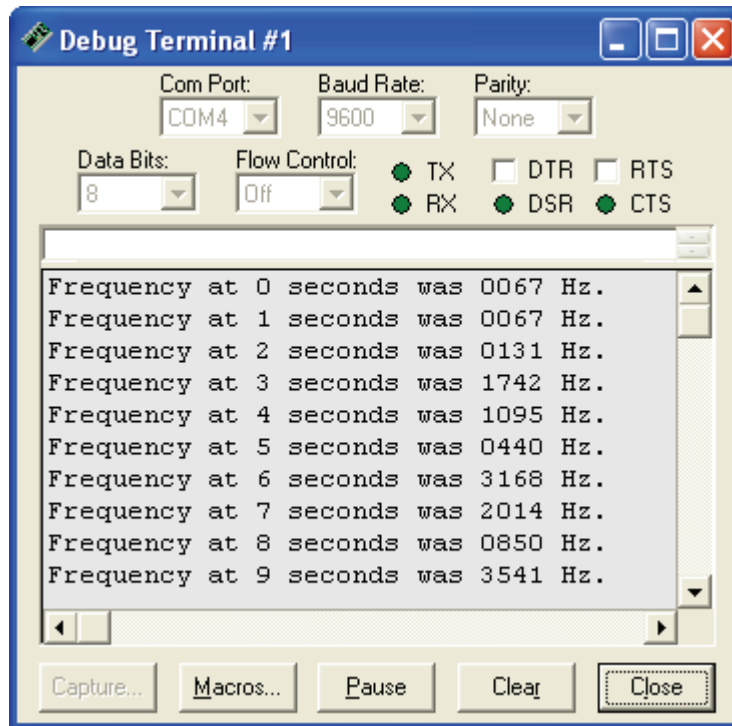 Debug Terminal #1
Com Port: Baud Rate: Parity:
COM4 9600 None
Data Bits: Flow Control: TX DTR RTS
8 Off RX DSR CTS
Frequency at 0 seconds was 0067 Hz.
Frequency at 1 seconds was 0067 Hz.
Frequency at 2 seconds was 0131 Hz.
Frequency at 3 seconds was 1742 Hz.
Frequency at 4 seconds was 1095 Hz.
Frequency at 5 seconds was 0440 Hz.
Frequency at 6 seconds was 3168 Hz.
Frequency at 7 seconds was 2014 Hz.
Frequency at 8 seconds was 0850 Hz.
Frequency at 9 seconds was 3541 Hz.
Capture... Macros... Pause Clear Close